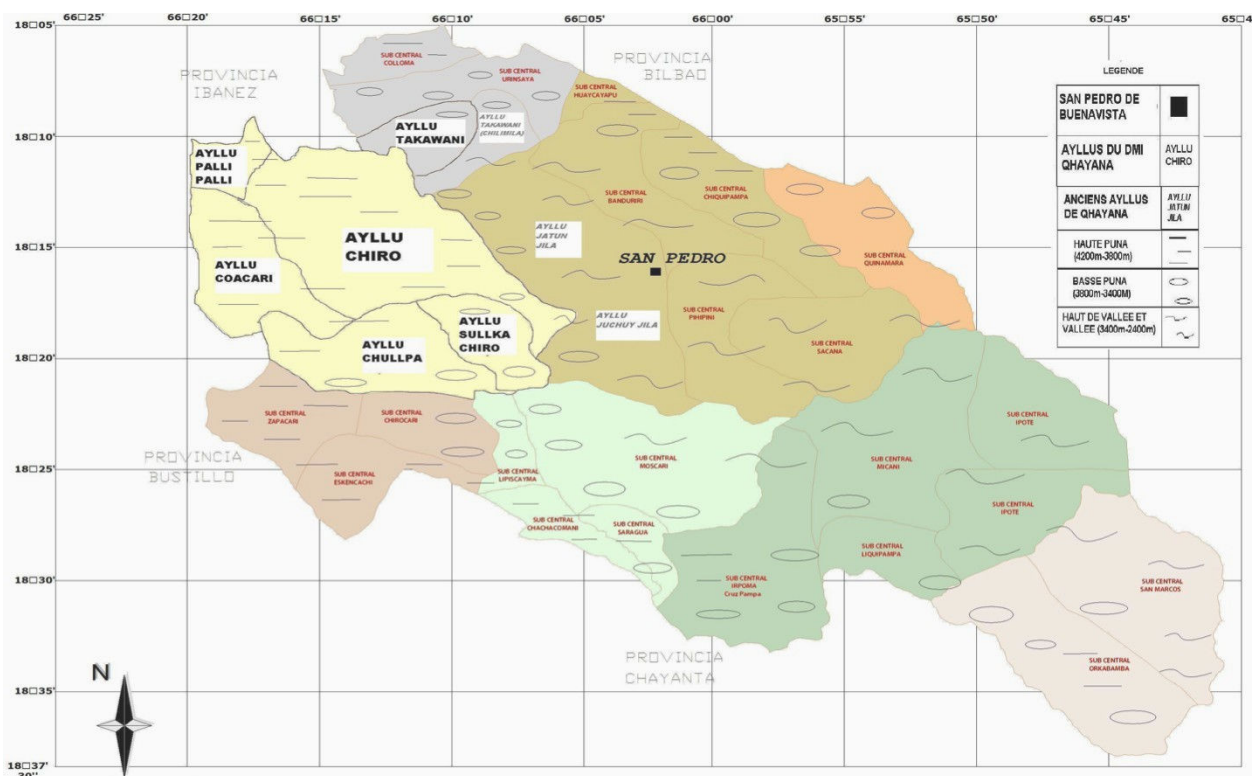 66□25'
66□20'
66□15'
66□10'
66□05'
66□00'
65□55'
65□50'
65□45'
65□4
18□05'
18□10'
18□15'
18□20'
18□25'
18□30'
18□35'
18□37'
30"
PROVINCIA
IBANEZ
PROVINCIA
BILBAO
SUB CENTRAL
COLLOMA
SUB CENTRAL
URINSAYA
SUB CENTRAL
HUAYCAYAPU
AYLLU
TAKAWANI
AYLLU
TAKAWANI
(CHILIMILA)
AYLLU
PALLI
PALLI
AYLLU
CHIRO
AYLLU
COACARI
AYLLU
JATUN
JILA
SUB CENTRAL
BANDURIRI
SUB CENTRAL
CHIQUIPAMPA
SUB CENTRAL
QUINAMARA
SAN PEDRO
AYLLU
JUCHUY JILA
SUB CENTRAL
PIHIPINI
SUB CENTRAL
SACANA
AYLLU
SULLKA
CHIRO
AYLLU
CHULLPA
SUB CENTRAL
ZAPACARI
SUB CENTRAL
CHIROCARI
SUB CENTRAL
ESKENCACHI
PROVINCIA
BUSTILLO
SUB CENTRAL
LIPISCAYMA
SUB CENTRAL
MOSCARI
SUB CENTRAL
CHACHACOMANI
SUB CENTRAL
SARAGUA
SUB CENTRAL
MICANI
SUB CENTRAL
IPOTE
SUB CENTRAL
IPOTE
SUB CENTRAL
LIQUIPAMPA
SUB CENTRAL
IRPOMA
Cruz Pampa
SUB CENTRAL
SAN MARCOS
SUB CENTRAL
ORKABAMBA
PROVINCIA
CHAYANTA
N
LEGENDE
SAN PEDRO DE
BUENAVISTA
AYLLUS DU DMI
QHAYANA
AYLLU
CHIRO
ANCIENS AYLLUS
DE QHAYANA
AYLLU
JATUN
JILA
HAUTE PUNA
(4200m-3800m)
BASSE PUNA
(3800m-3400M)
HAUT DE VALLEE ET
VALLEE (3400m-2400m)